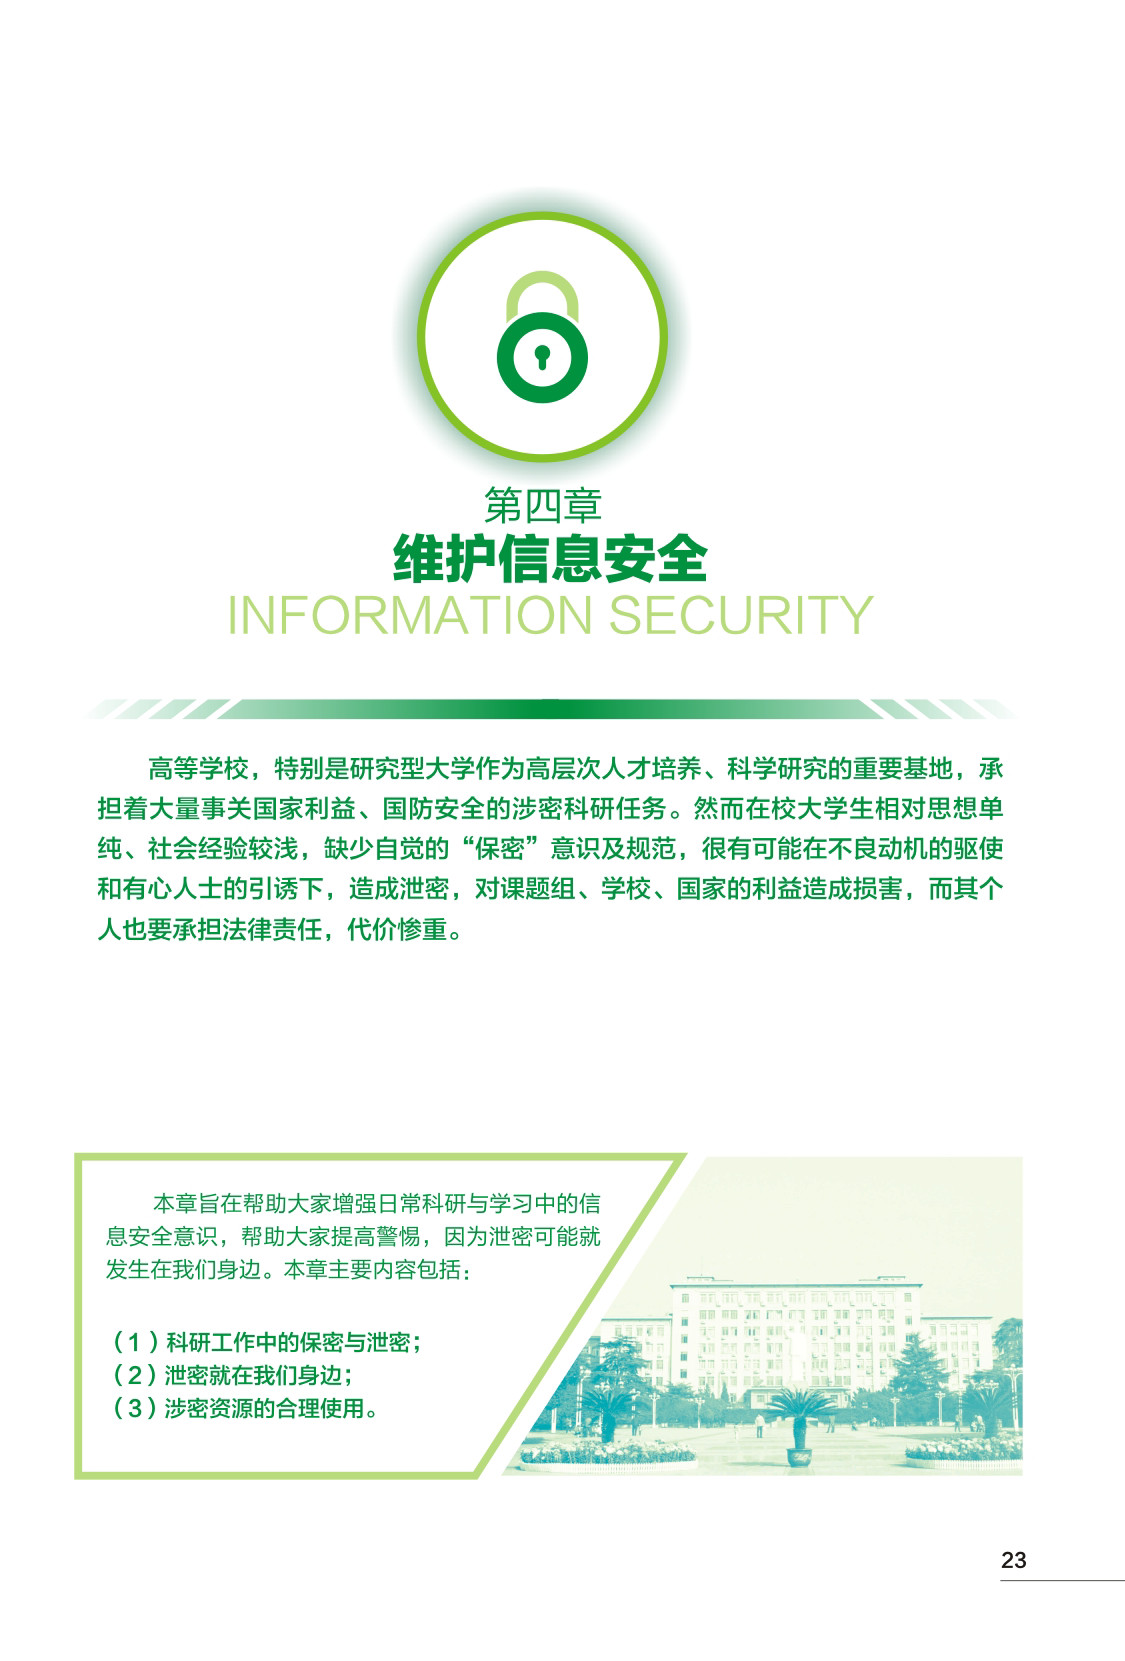 第四章
维护信息安全
INFORMATION SECURITY
高等学校，特别是研究型大学作为高层次人才培养、科学研究的重要基地，承
担着大量事关国家利益、国防安全的涉密科研任务。然而在校大学生相对思想单
纯、社会经验较浅，缺少自觉的“保密”意识及规范，很有可能在不良动机的驱使
和有心人士的引诱下，造成泄密，对课题组、学校、国家的利益造成损害，而其个
人也要承担法律责任，代价惨重。
本章旨在帮助大家增强日常科研与学习中的信
息安全意识，帮助大家提高警惕，因为泄密可能就
发生在我们身边。本章主要内容包括：
（1）科研工作中的保密与泄密；
（2）泄密就在我们身边；
（3）涉密资源的合理使用。
23